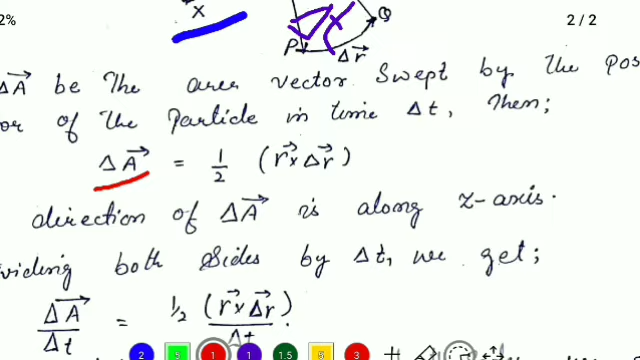 2%
X
Q
2/2
P
Δr⃗
ΔA⃗ be the area vector swept by the pos
or of the particle in time Δt, then;
ΔA⃗ = 1/2 (r⃗ x Δr⃗)
direction of ΔA⃗ is along z-axis.
viding both sides by Δt, we get;
ΔA⃗/Δt = 1/2 (r⃗ x Δr⃗)/Δt.
2 5 1 1 1.5 5 3